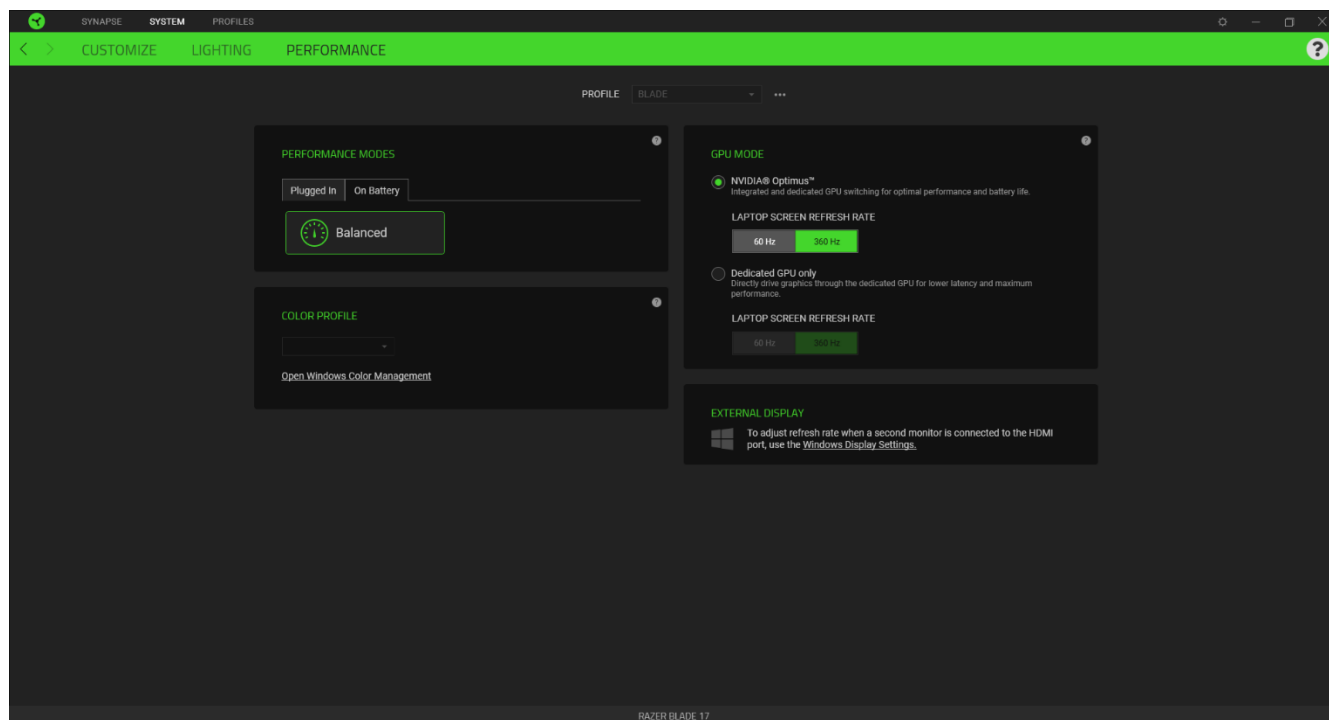 SYNAPSE SYSTEM PROFILES
CUSTOMIZE LIGHTING PERFORMANCE
?
PROFILE BLADE
PERFORMANCE MODES
?
Plugged In On Battery
Balanced
COLOR PROFILE
?
Open Windows Color Management
GPU MODE
?
NVIDIA® Optimus™
Integrated and dedicated GPU switching for optimal performance and battery life.
LAPTOP SCREEN REFRESH RATE
60 Hz 360 Hz
Dedicated GPU only
Directly drive graphics through the dedicated GPU for lower latency and maximum
performance.
LAPTOP SCREEN REFRESH RATE
60 Hz 360 Hz
EXTERNAL DISPLAY
To adjust refresh rate when a second monitor is connected to the HDMI
port, use the Windows Display Settings.
RAZER BLADE 17